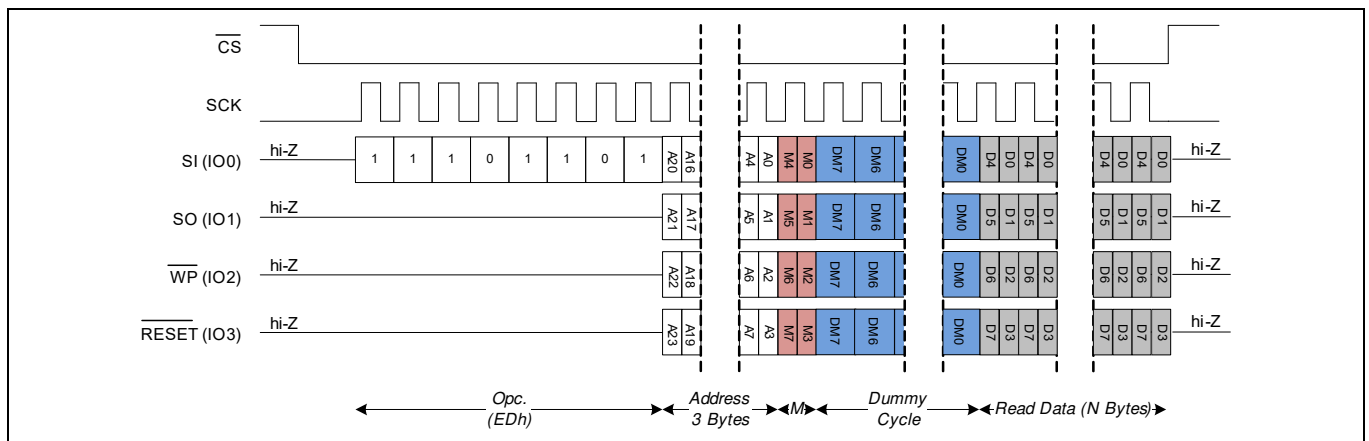 CS
SCK
SI (IO0) hi-Z 1 1 1 0 1 1 0 1 A20 A16 A4 A0 M4 M0 DM7 DM6 DM0 D4 D0 D4 D0 D4 D0 D4 D0 hi-Z
SO (IO1) hi-Z A21 A17 A5 A1 M5 M1 DM7 DM6 DM0 D5 D1 D5 D1 D5 D1 D5 D1 hi-Z
WP (IO2) hi-Z A22 A18 A6 A2 M6 M2 DM7 DM6 DM0 D6 D2 D6 D2 D6 D2 D6 D2 hi-Z
RESET (IO3) hi-Z A23 A19 A7 A3 M7 M3 DM7 DM6 DM0 D7 D3 D7 D3 D7 D3 D7 D3 hi-Z
Opc. Address Dummy
(EDh) 3 Bytes M Cycle Read Data (N Bytes)